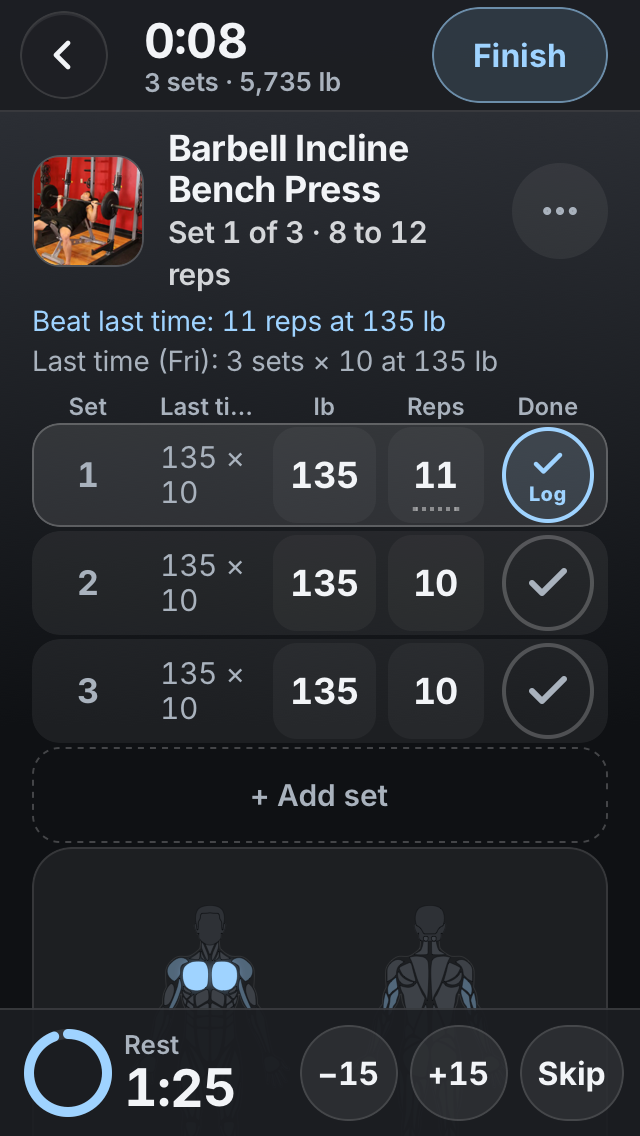 0:08
3 sets · 5,735 lb
Finish
Barbell Incline
Bench Press
Set 1 of 3 · 8 to 12
reps
Beat last time: 11 reps at 135 lb
Last time (Fri): 3 sets × 10 at 135 lb
Set Last ti... lb Reps Done
1 135 × 10 135 11 Log
2 135 × 10 135 10
3 135 × 10 135 10
+ Add set
Rest
1:25
−15 +15 Skip